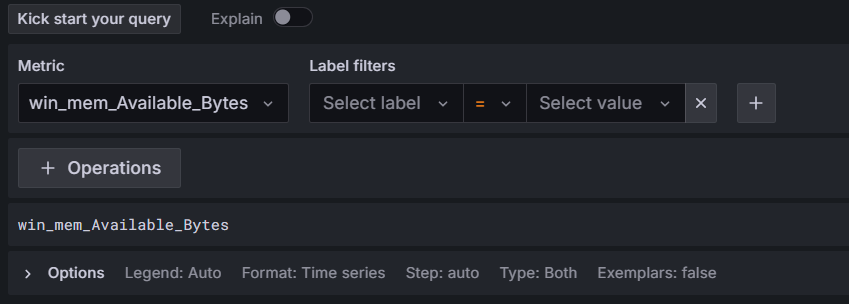 Kick start your query Explain
Metric Label filters
win_mem_Available_Bytes Select label = Select value × +
+ Operations
win_mem_Available_Bytes
> Options Legend: Auto Format: Time series Step: auto Type: Both Exemplars: false